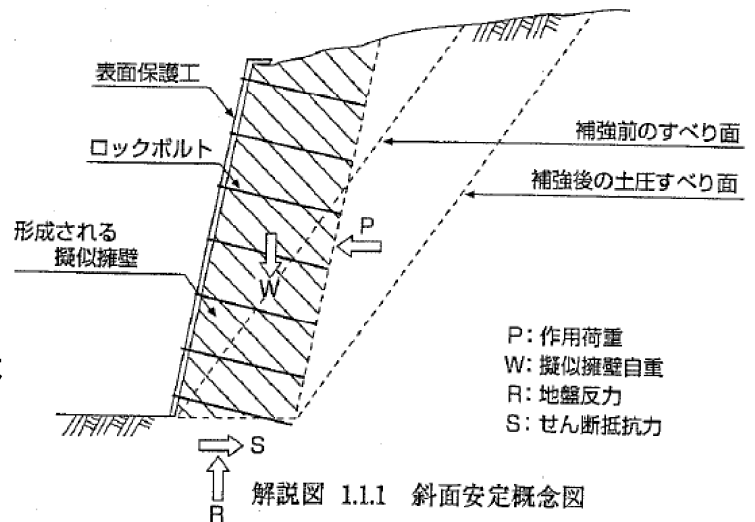 表面保護工
ロックボルト
補強前のすべり面
補強後の土圧すべり面
P
形成される
擬似擁壁
W
P：作用荷重
W：擬似擁壁自重
R：地盤反力
S：せん断抵抗力
S
R
解説図 1.1.1 斜面安定概念図